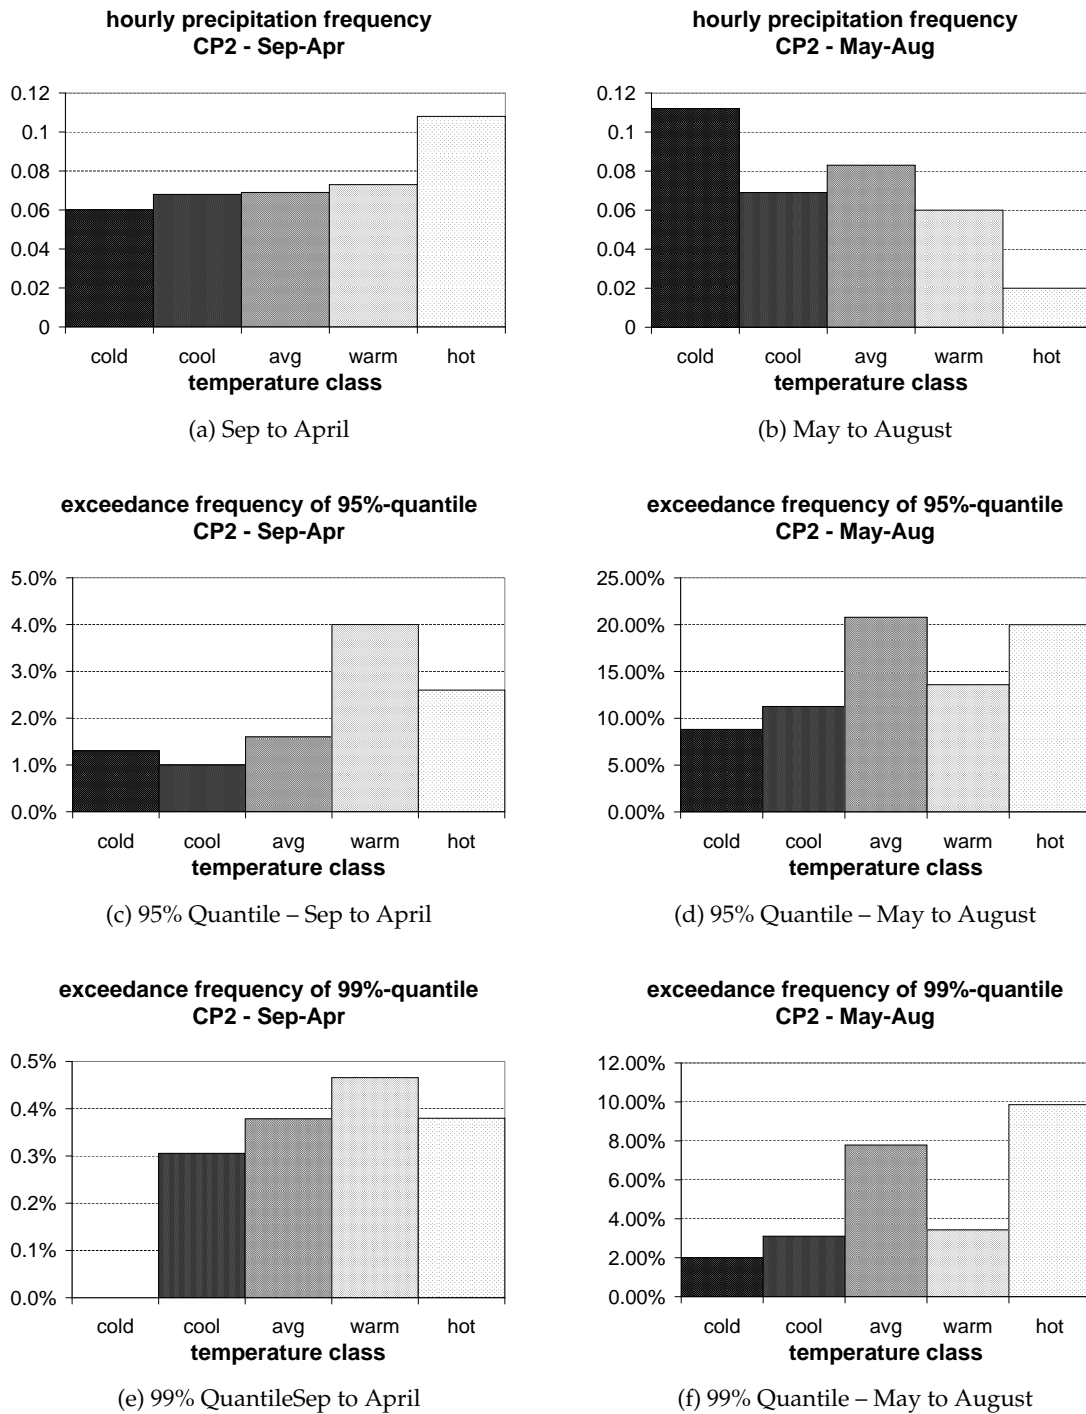 hourly precipitation frequency
CP2 - Sep-Apr
0.12
0.1
0.08
0.06
0.04
0.02
0
cold cool avg warm hot
temperature class
(a) Sep to April
hourly precipitation frequency
CP2 - May-Aug
0.12
0.1
0.08
0.06
0.04
0.02
0
cold cool avg warm hot
temperature class
(b) May to August
exceedance frequency of 95%-quantile
CP2 - Sep-Apr
5.0%
4.0%
3.0%
2.0%
1.0%
0.0%
cold cool avg warm hot
temperature class
(c) 95% Quantile – Sep to April
exceedance frequency of 95%-quantile
CP2 - May-Aug
25.00%
20.00%
15.00%
10.00%
5.00%
0.00%
cold cool avg warm hot
temperature class
(d) 95% Quantile – May to August
exceedance frequency of 99%-quantile
CP2 - Sep-Apr
0.5%
0.4%
0.3%
0.2%
0.1%
0.0%
cold cool avg warm hot
temperature class
(e) 99% QuantileSep to April
exceedance frequency of 99%-quantile
CP2 - May-Aug
12.00%
10.00%
8.00%
6.00%
4.00%
2.00%
0.00%
cold cool avg warm hot
temperature class
(f) 99% Quantile – May to August